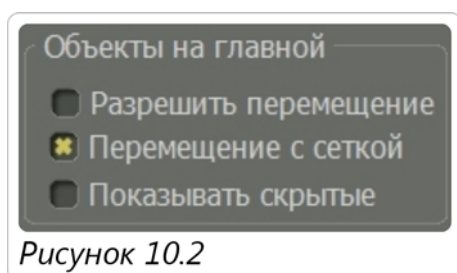 Объекты на главной
Разрешить перемещение
Перемещение с сеткой
Показывать скрытые
Рисунок 10.2